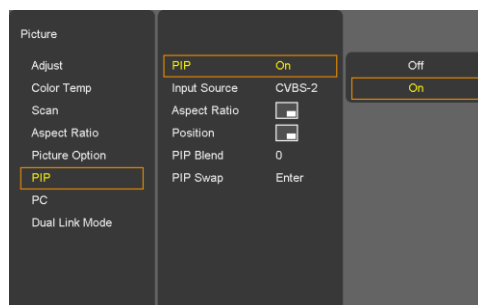 Picture
Adjust
Color Temp
Scan
Aspect Ratio
Picture Option
PIP
PC
Dual Link Mode
PIP On
Input Source CVBS-2
Aspect Ratio
Position
PIP Blend 0
PIP Swap Enter
Off
On